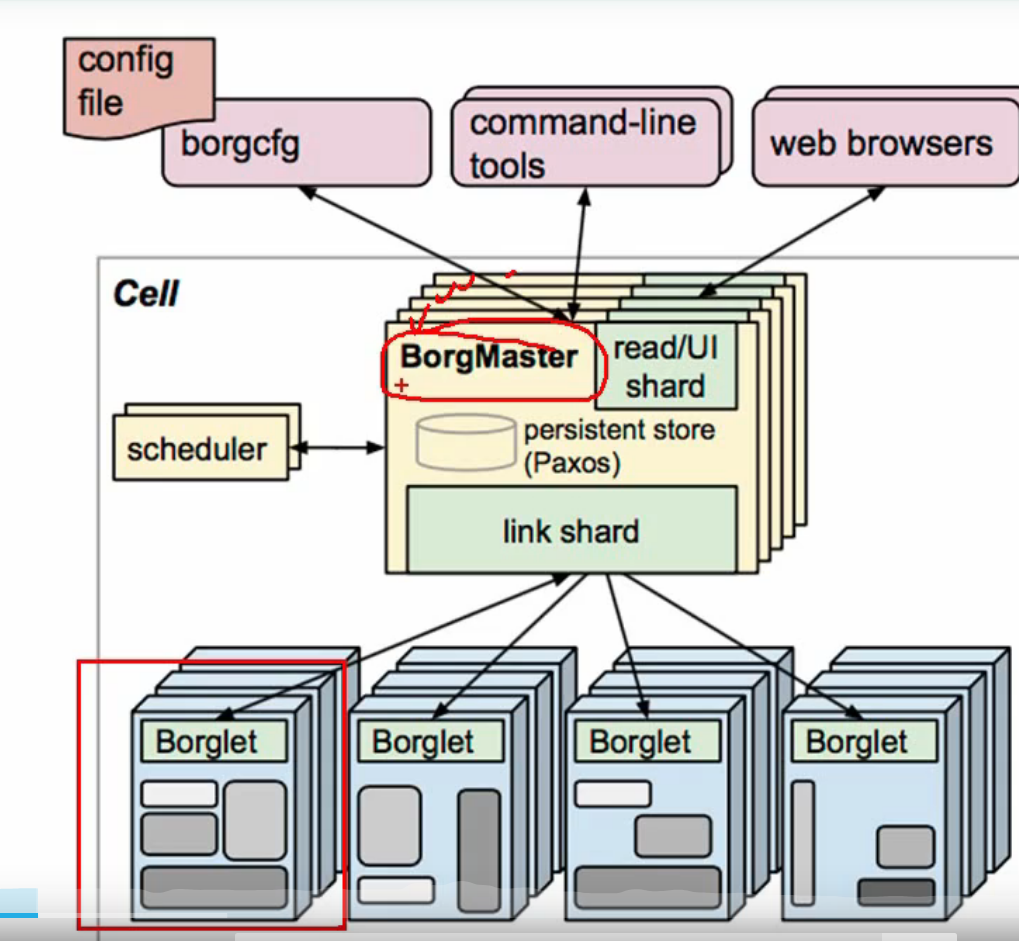 config
file
borgcfg
command-line
tools
web browsers
Cell
BorgMaster
read/UI
shard
scheduler
persistent store
(Paxos)
link shard
Borglet
Borglet
Borglet
Borglet